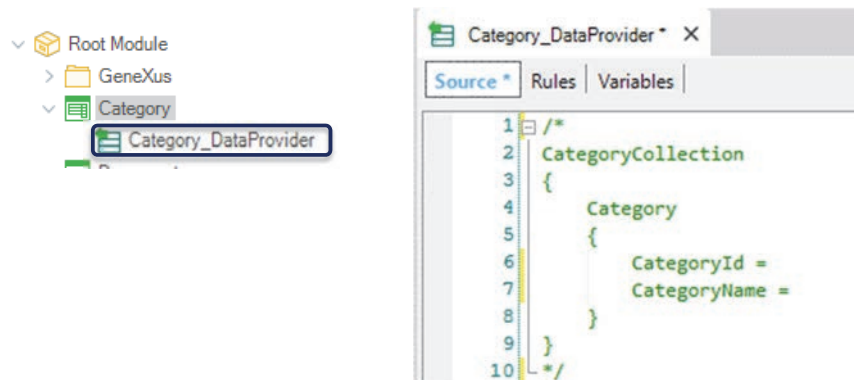 Root Module
GeneXus
Category
Category_DataProvider
Category_DataProvider * X
Source * Rules Variables
1 /*
2 CategoryCollection
3 {
4 Category
5 {
6 CategoryId =
7 CategoryName =
8 }
9 }
10 */